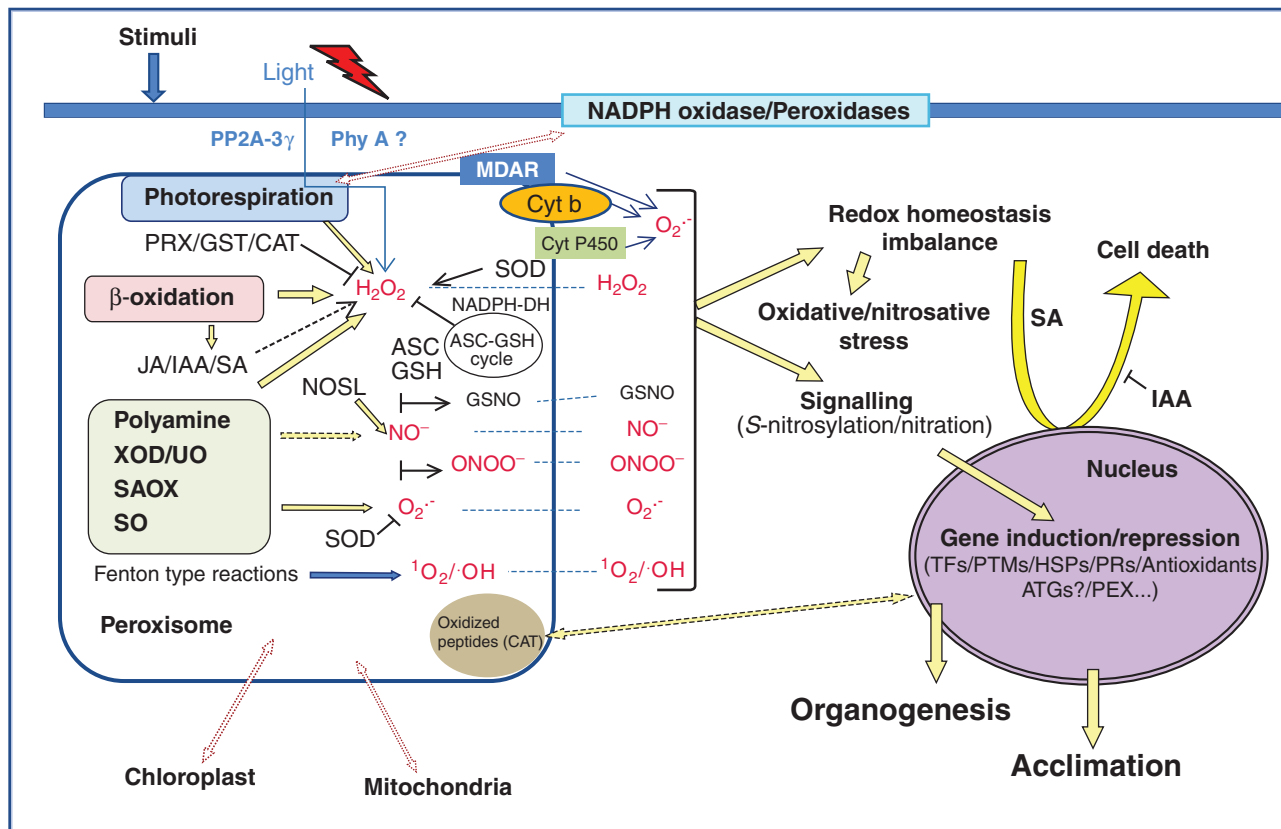 Stimuli
Light
NADPH oxidase/Peroxidases
PP2A-3γ
Phy A ?
MDAR
Photorespiration
Cyt b
O₂·-
Cyt P450
PRX/GST/CAT
SOD
H₂O₂
H₂O₂
β-oxidation
NADPH-DH
ASC-GSH
cycle
ASC
GSH
JA/IAA/SA
NOSL
GSNO
GSNO
Polyamine
XOD/UO
SAOX
SO
NO⁻
NO⁻
ONOO⁻
ONOO⁻
O₂·-
O₂·-
SOD
Fenton type reactions
¹O₂/·OH
¹O₂/·OH
Peroxisome
Oxidized
peptides (CAT)
Chloroplast
Mitochondria
Redox homeostasis
imbalance
Oxidative/nitrosative
stress
Signalling
(S-nitrosylation/nitration)
Cell death
SA
IAA
Nucleus
Gene induction/repression
(TFs/PTMs/HSPs/PRs/Antioxidants
ATGs?/PEX...)
Organogenesis
Acclimation